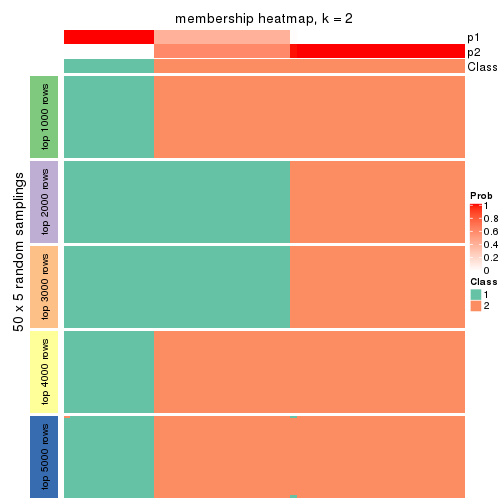 membership heatmap, k = 2
p1
p2
Class
50 x 5 random samplings
top 1000 rows
top 2000 rows
top 3000 rows
top 4000 rows
top 5000 rows
Prob
1
0.8
0.6
0.4
0.2
0
Class
1
2